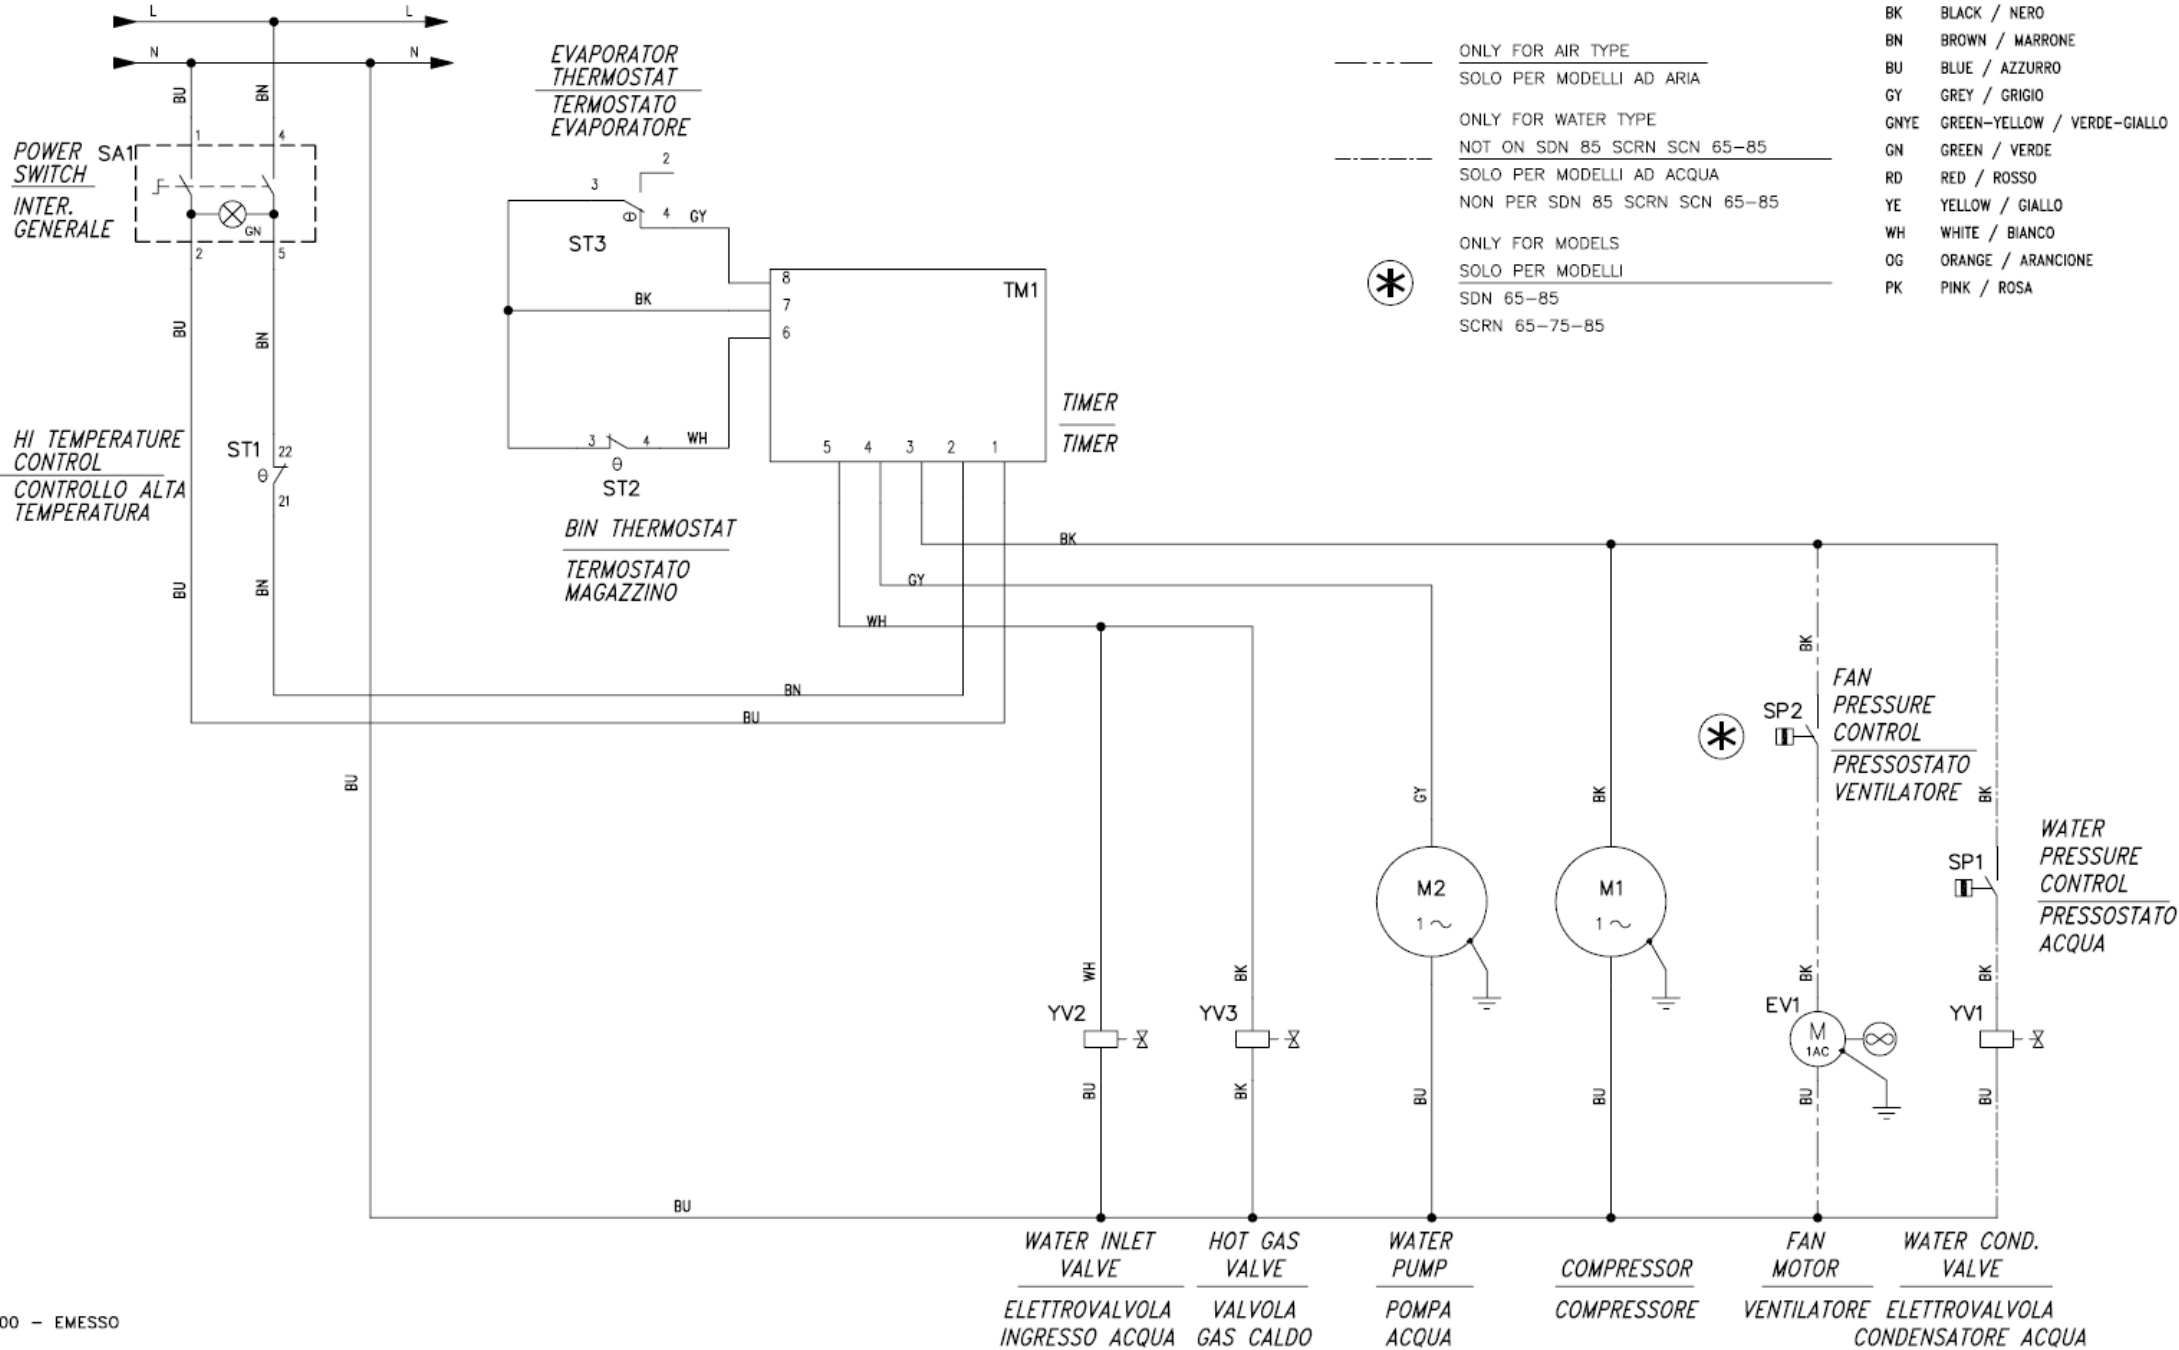 L
L
N
N
BU
BN
1
4
POWER
SWITCH
INTER.
GENERALE
SA1
GN
2
5
BU
BN
HI TEMPERATURE
CONTROL
CONTROLLO ALTA
TEMPERATURA
ST1
22
θ
21
BU
BN
EVAPORATOR
THERMOSTAT
TERMOSTATO
EVAPORATORE
2
3
θ
4
GY
ST3
BK
8
7
6
TM1
5
4
3
2
1
TIMER
TIMER
3
4
WH
θ
ST2
BIN THERMOSTAT
TERMOSTATO
MAGAZZINO
ONLY FOR AIR TYPE
SOLO PER MODELLI AD ARIA
ONLY FOR WATER TYPE
NOT ON SDN 85 SCRN SCN 65-85
SOLO PER MODELLI AD ACQUA
NON PER SDN 85 SCRN SCN 65-85
ONLY FOR MODELS
SOLO PER MODELLI
SDN 65-85
SCRN 65-75-85
BK BLACK / NERO
BN BROWN / MARRONE
BU BLUE / AZZURRO
GY GREY / GRIGIO
GNYE GREEN-YELLOW / VERDE-GIALLO
GN GREEN / VERDE
RD RED / ROSSO
YE YELLOW / GIALLO
WH WHITE / BIANCO
OG ORANGE / ARANCIONE
PK PINK / ROSA
BK
GY
WH
BN
BU
BU
BK
FAN
PRESSURE
CONTROL
PRESSOSTATO
VENTILATORE
SP2
GY
BK
BK
WATER
PRESSURE
CONTROL
PRESSOSTATO
ACQUA
SP1
M2
1~
M1
1~
WH
BK
BK
BK
YV2
YV3
EV1
M
1AC
YV1
BU
BK
BU
BU
BU
BU
BU
WATER INLET
VALVE
ELETTROVALVOLA
INGRESSO ACQUA
HOT GAS
VALVE
VALVOLA
GAS CALDO
WATER
PUMP
POMPA
ACQUA
COMPRESSOR
COMPRESSORE
FAN
MOTOR
VENTILATORE
WATER COND.
VALVE
ELETTROVALVOLA
CONDENSATORE ACQUA
00 - EMESSO